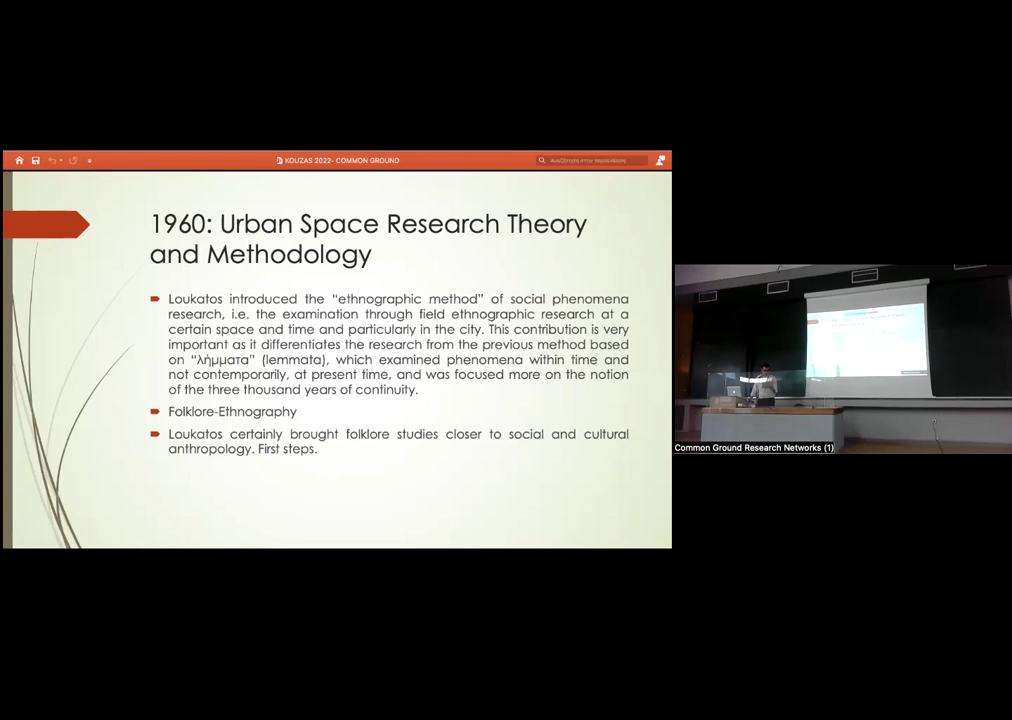 KOUZAS 2022- COMMON GROUND
Αναζήτηση στην παρουσίαση
1960: Urban Space Research Theory
and Methodology
Loukatos introduced the “ethnographic method” of social phenomena
research, i.e. the examination through field ethnographic research at a
certain space and time and particularly in the city. This contribution is very
important as it differentiates the research from the previous method based
on “λήμματα” (lemmata), which examined phenomena within time and
not contemporarily, at present time, and was focused more on the notion
of the three thousand years of continuity.
Folklore-Ethnography
Loukatos certainly brought folklore studies closer to social and cultural
anthropology. First steps.
Common Ground Research Networks (1)